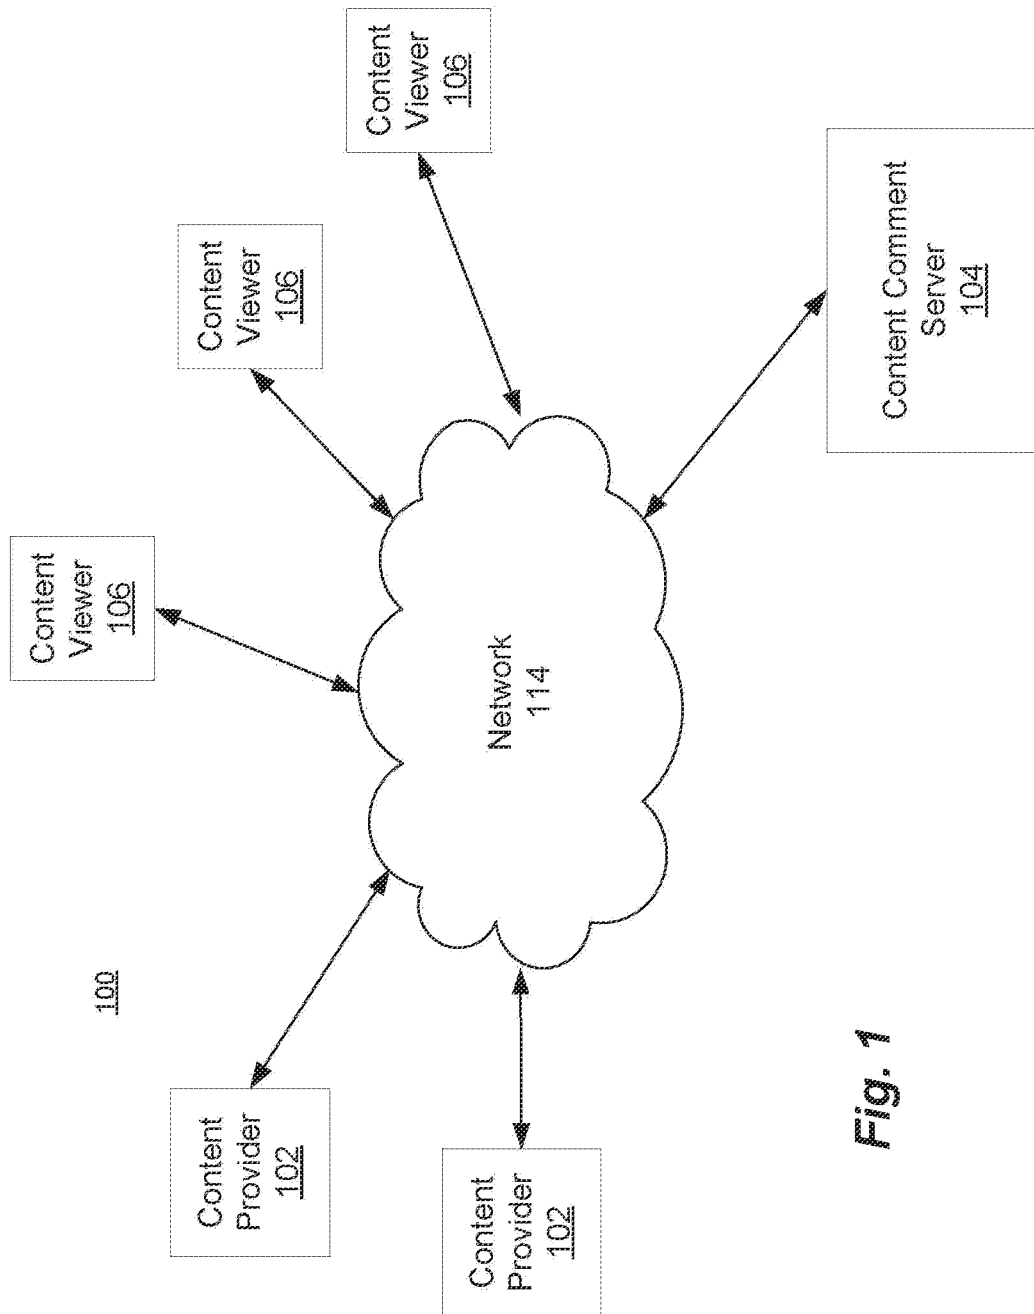 Content
Viewer
106
100
Content
Provider
102
Content
Viewer
106
Content
Viewer
106
Content
Provider
102
Network
114
Content Comment
Server
104
Fig. 1